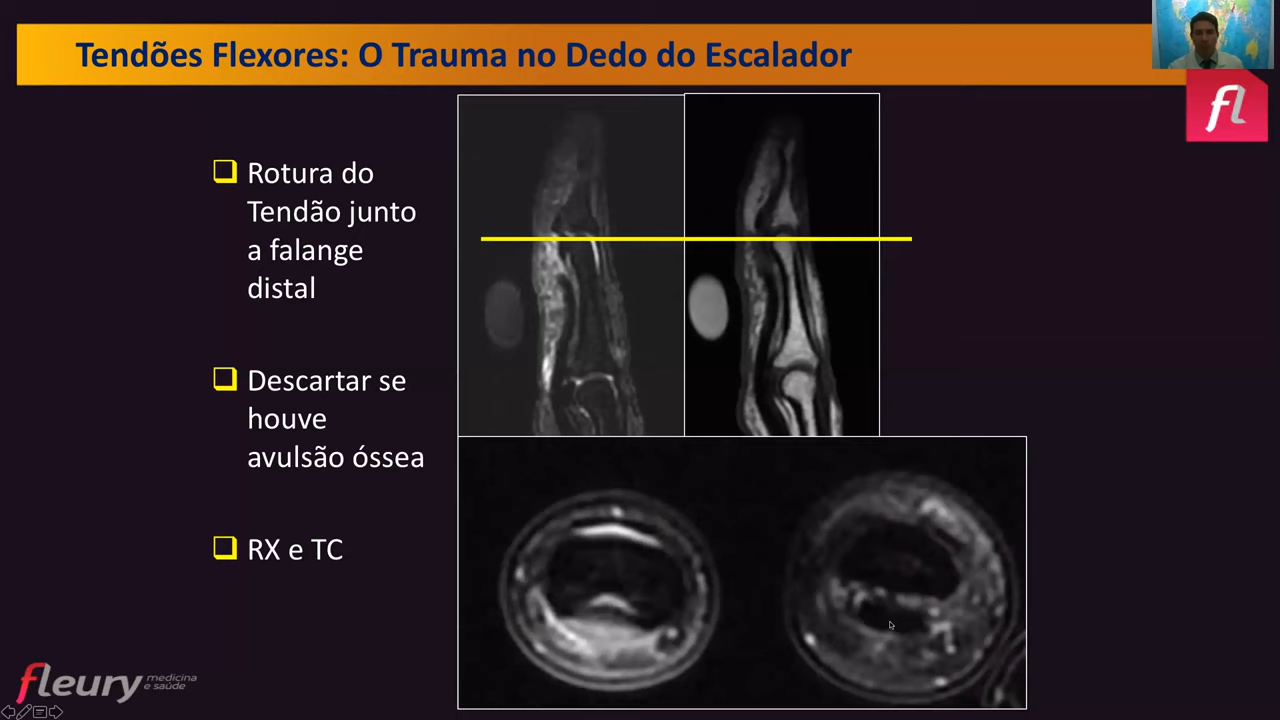 Tendões Flexores: O Trauma no Dedo do Escalador
fl
Rotura do
Tendão junto
a falange
distal
Descartar se
houve
avulsão óssea
RX e TC
fleury medicina
e saúde